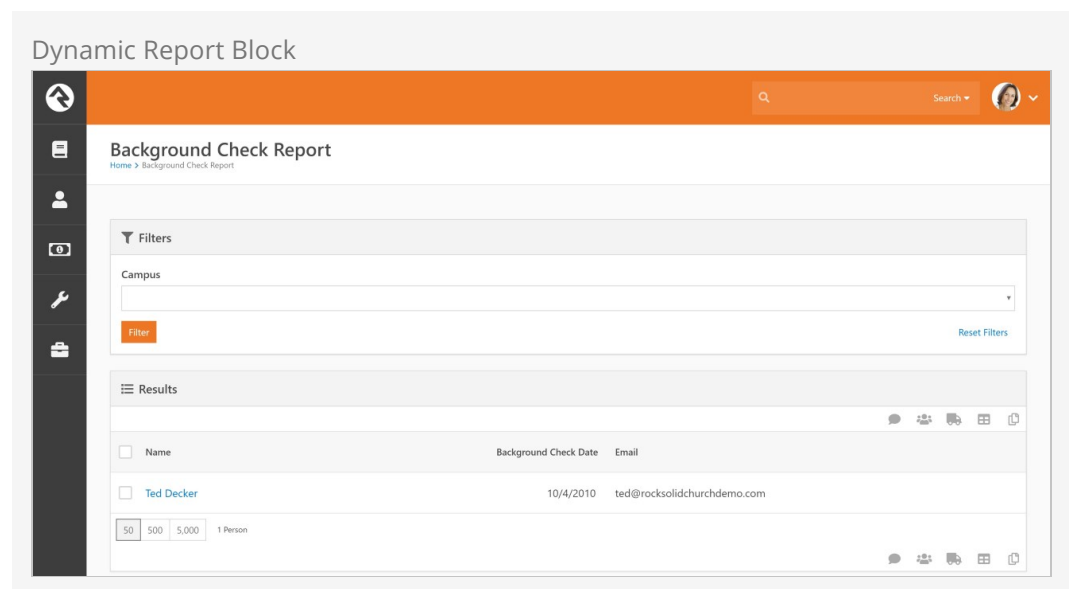 Dynamic Report Block
Search
Background Check Report
Home > Background Check Report
Filters
Campus
Filter
Reset Filters
Results
Name Background Check Date Email
Ted Decker 10/4/2010 ted@rocksolidchurchdemo.com
50 500 5,000 1 Person